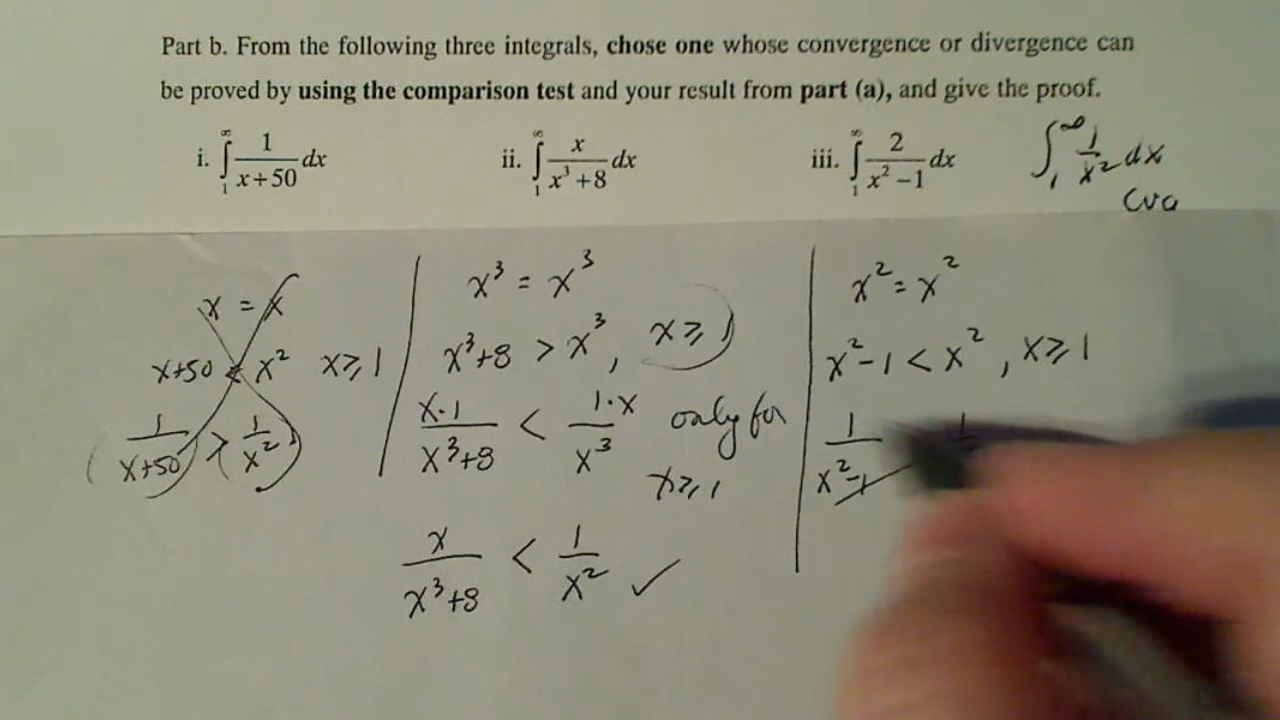 Part b. From the following three integrals, chose one whose convergence or divergence can
be proved by using the comparison test and your result from part (a), and give the proof.
i. ∫₁^∞ 1/(x+50) dx
ii. ∫₁^∞ x/(x³+8) dx
iii. ∫₁^∞ 2/(x²−1) dx
∫₁^∞ 1/x² dx
x = x
x+50 < x² x⩾1
1/(x+50) > 1/x²
x³ = x³
x³+8 > x³, x⩾1
x·1/(x³+8) < 1·x/x³ only for
x⩾1
x/(x³+8) < 1/x² ✓
x² = x²
x²−1 < x², x⩾1
1/(x²−1)